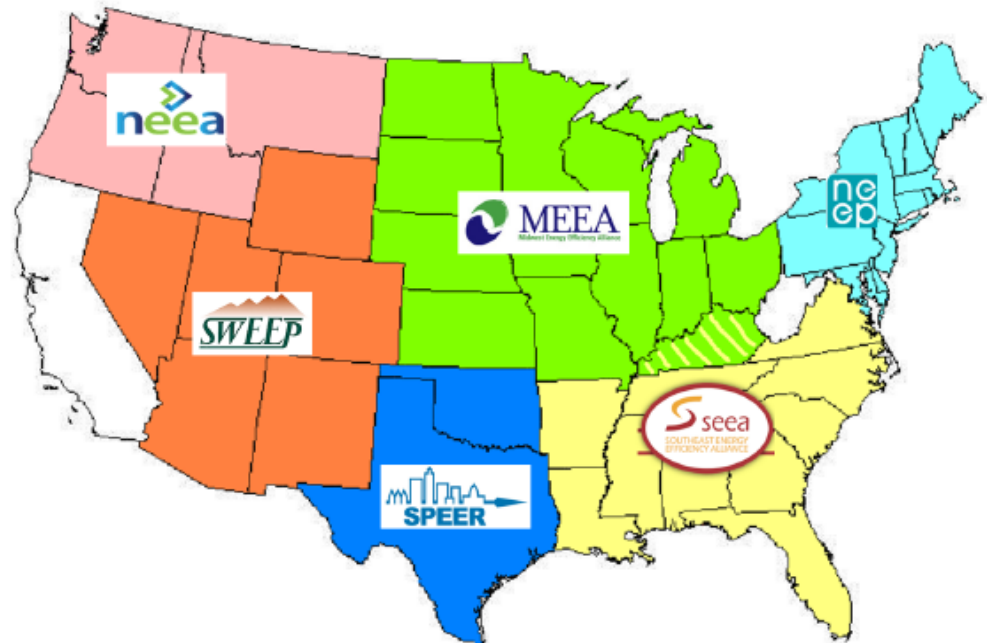 neea
MEEA
Midwest Energy Efficiency Alliance
ne
ep
SWEEP
seea
SOUTHEAST ENERGY
EFFICIENCY ALLIANCE
SPEER